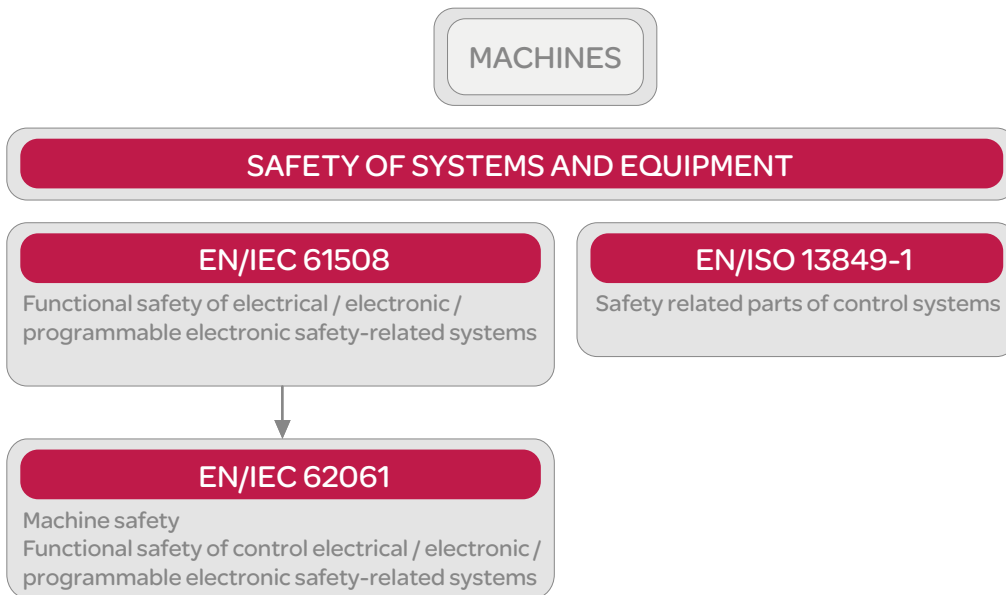 MACHINES
SAFETY OF SYSTEMS AND EQUIPMENT
EN/IEC 61508
Functional safety of electrical / electronic /
programmable electronic safety-related systems
EN/ISO 13849-1
Safety related parts of control systems
EN/IEC 62061
Machine safety
Functional safety of control electrical / electronic /
programmable electronic safety-related systems